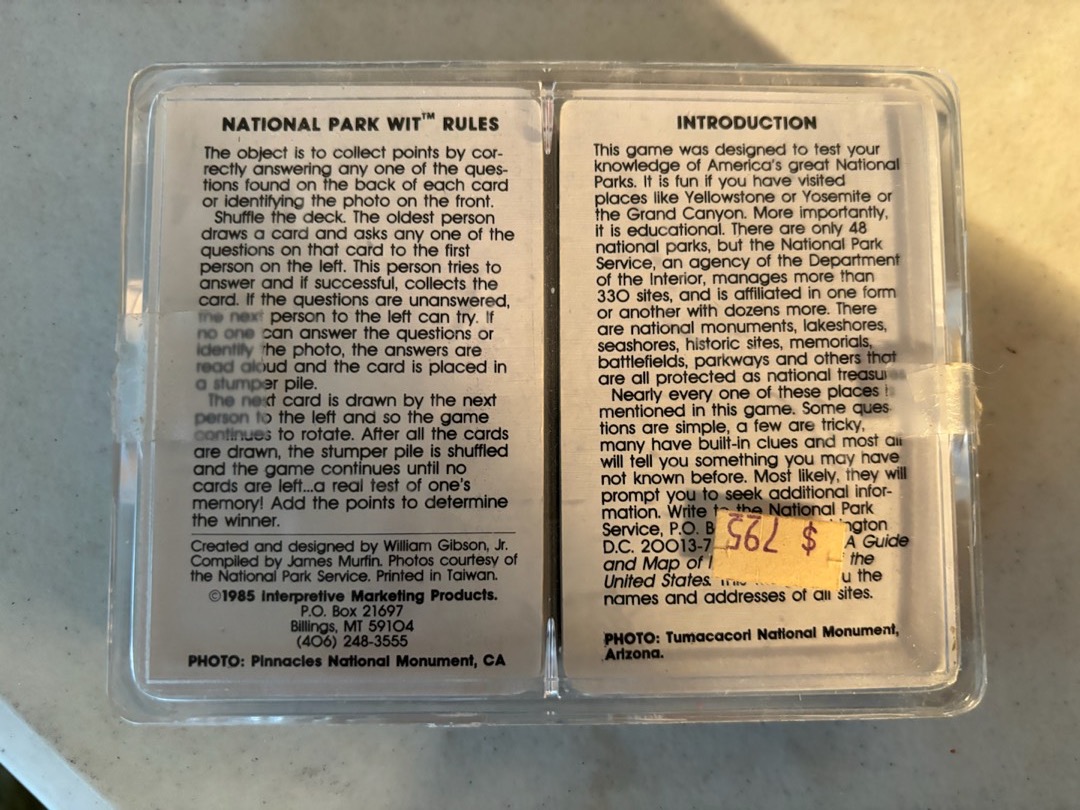 NATIONAL PARK WIT™ RULES
The object is to collect points by cor-
rectly answering any one of the ques-
tions found on the back of each card
or identifying the photo on the front.
Shuffle the deck. The oldest person
draws a card and asks any one of the
questions on that card to the first
person on the left. This person tries to
answer and if successful, collects the
card. If the questions are unanswered,
the next person to the left can try. If
no one can answer the questions or
identify the photo, the answers are
read aloud and the card is placed in
a stumper pile.
The next card is drawn by the next
person to the left and so the game
continues to rotate. After all the cards
are drawn, the stumper pile is shuffled
and the game continues until no
cards are left...a real test of one's
memory! Add the points to determine
the winner.
Created and designed by William Gibson, Jr.
Compiled by James Murfin. Photos courtesy of
the National Park Service. Printed in Taiwan.
©1985 Interpretive Marketing Products.
P.O. Box 21697
Billings, MT 59104
(406) 248-3555
PHOTO: Pinnacles National Monument, CA
INTRODUCTION
This game was designed to test your
knowledge of America's great National
Parks. It is fun if you have visited
places like Yellowstone or Yosemite or
the Grand Canyon. More importantly,
it is educational. There are only 48
national parks, but the National Park
Service, an agency of the Department
of the Interior, manages more than
330 sites, and is affiliated in one form
or another with dozens more. There
are national monuments, lakeshores,
seashores, historic sites, memorials,
battlefields, parkways and others that
are all protected as national treasures
Nearly every one of these places
mentioned in this game. Some ques-
tions are simple, a few are tricky,
many have built-in clues and most all
will tell you something you may have
not known before. Most likely, they will
prompt you to seek additional infor-
mation. Write the National Park
Service, P.O. B ington
D.C. 20013-7 A Guide
and Map of the
United States. u the
names and addresses of all sites.
$ 795
PHOTO: Tumacacori National Monument,
Arizona.